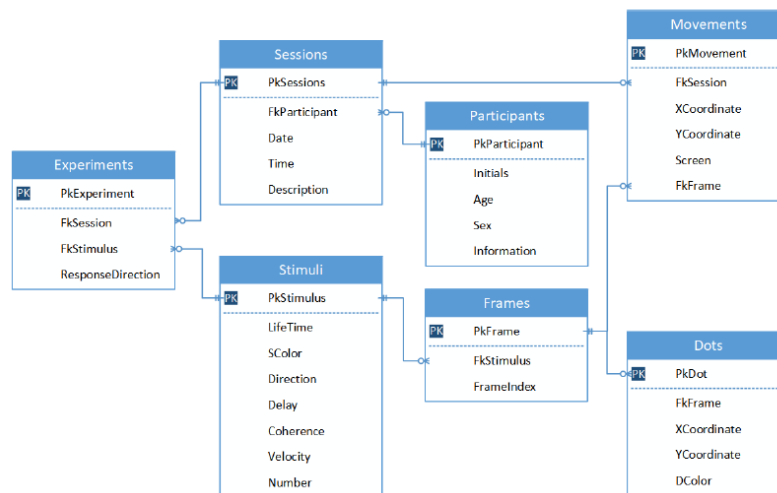 Sessions
PK PkSessions
FkParticipant
Date
Time
Description
Movements
PK PkMovement
FkSession
XCoordinate
YCoordinate
Screen
FkFrame
Participants
PK PkParticipant
Initials
Age
Sex
Information
Experiments
PK PkExperiment
FkSession
FkStimulus
ResponseDirection
Stimuli
PK PkStimulus
LifeTime
SColor
Direction
Delay
Coherence
Velocity
Number
Frames
PK PkFrame
FkStimulus
FrameIndex
Dots
PK PkDot
FkFrame
XCoordinate
YCoordinate
DColor